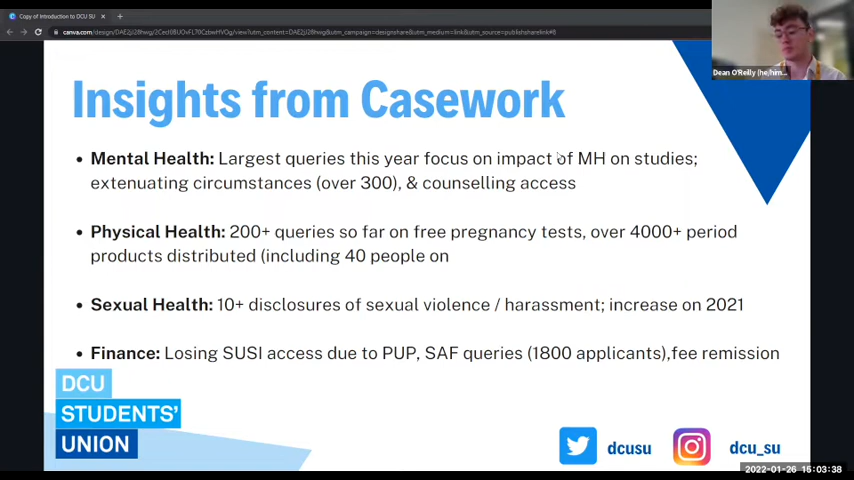 Copy of Introduction to DCU SU
Dean O'Reilly (he/him...
Insights from Casework
• Mental Health: Largest queries this year focus on impact of MH on studies;
extenuating circumstances (over 300), & counselling access
• Physical Health: 200+ queries so far on free pregnancy tests, over 4000+ period
products distributed (including 40 people on
• Sexual Health: 10+ disclosures of sexual violence / harassment; increase on 2021
• Finance: Losing SUSI access due to PUP, SAF queries (1800 applicants),fee remission
DCU
STUDENTS'
UNION
dcusu
dcu_su
2022-01-26 15:03:38